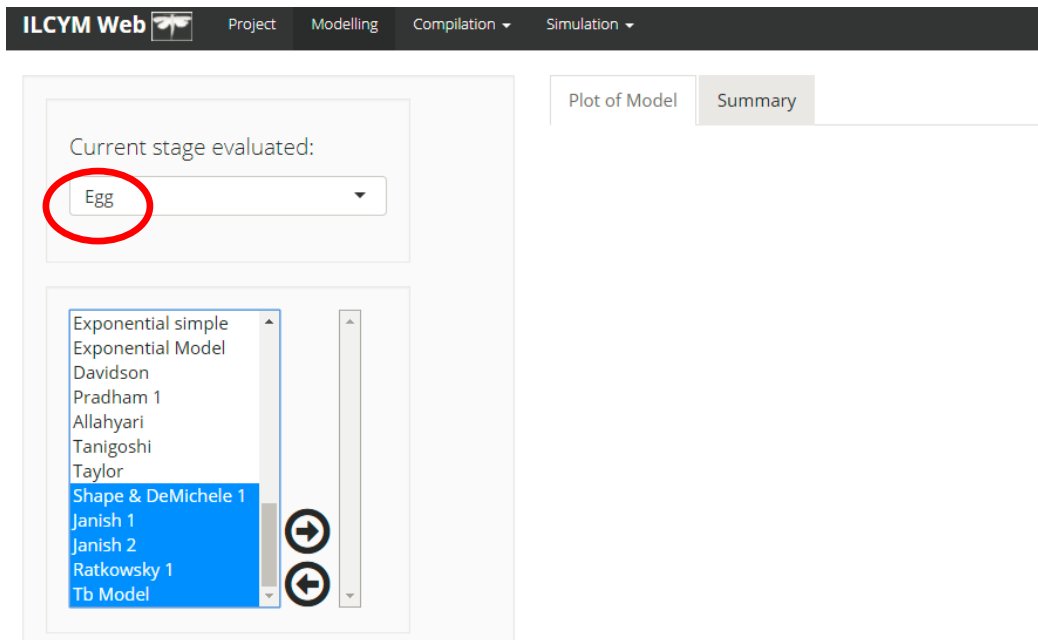 ILCYM Web Project Modelling Compilation Simulation
Plot of Model Summary
Current stage evaluated:
Egg
Exponential simple
Exponential Model
Davidson
Pradham 1
Allahyari
Tanigoshi
Taylor
Shape & DeMichele 1
Janish 1
Janish 2
Ratkowsky 1
Tb Model